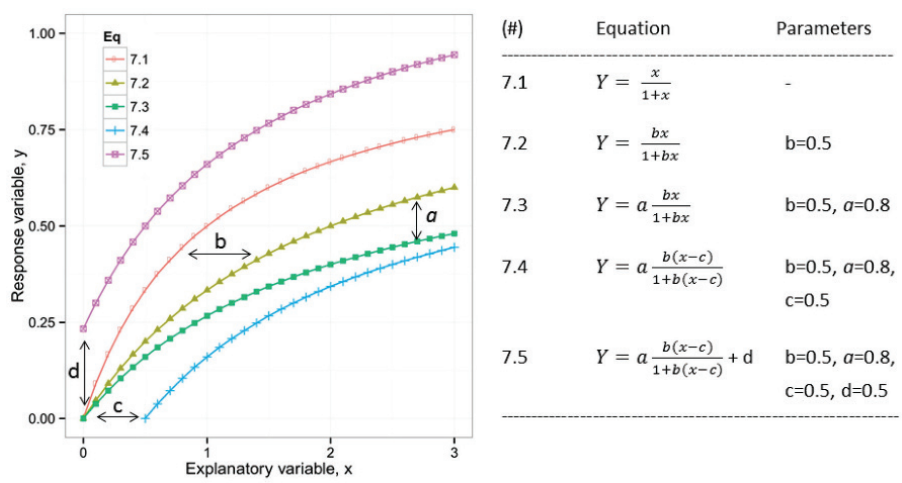 1.00
0.75
0.50
0.25
0.00
Response variable, y
Eq
7.1
7.2
7.3
7.4
7.5
a
b
c
d
0
1
2
3
Explanatory variable, x
(#) Equation Parameters
7.1 Y = x/(1+x) -
7.2 Y = bx/(1+bx) b=0.5
7.3 Y = a bx/(1+bx) b=0.5, a=0.8
7.4 Y = a b(x−c)/(1+b(x−c)) b=0.5, a=0.8,
c=0.5
7.5 Y = a b(x−c)/(1+b(x−c)) + d b=0.5, a=0.8,
c=0.5, d=0.5